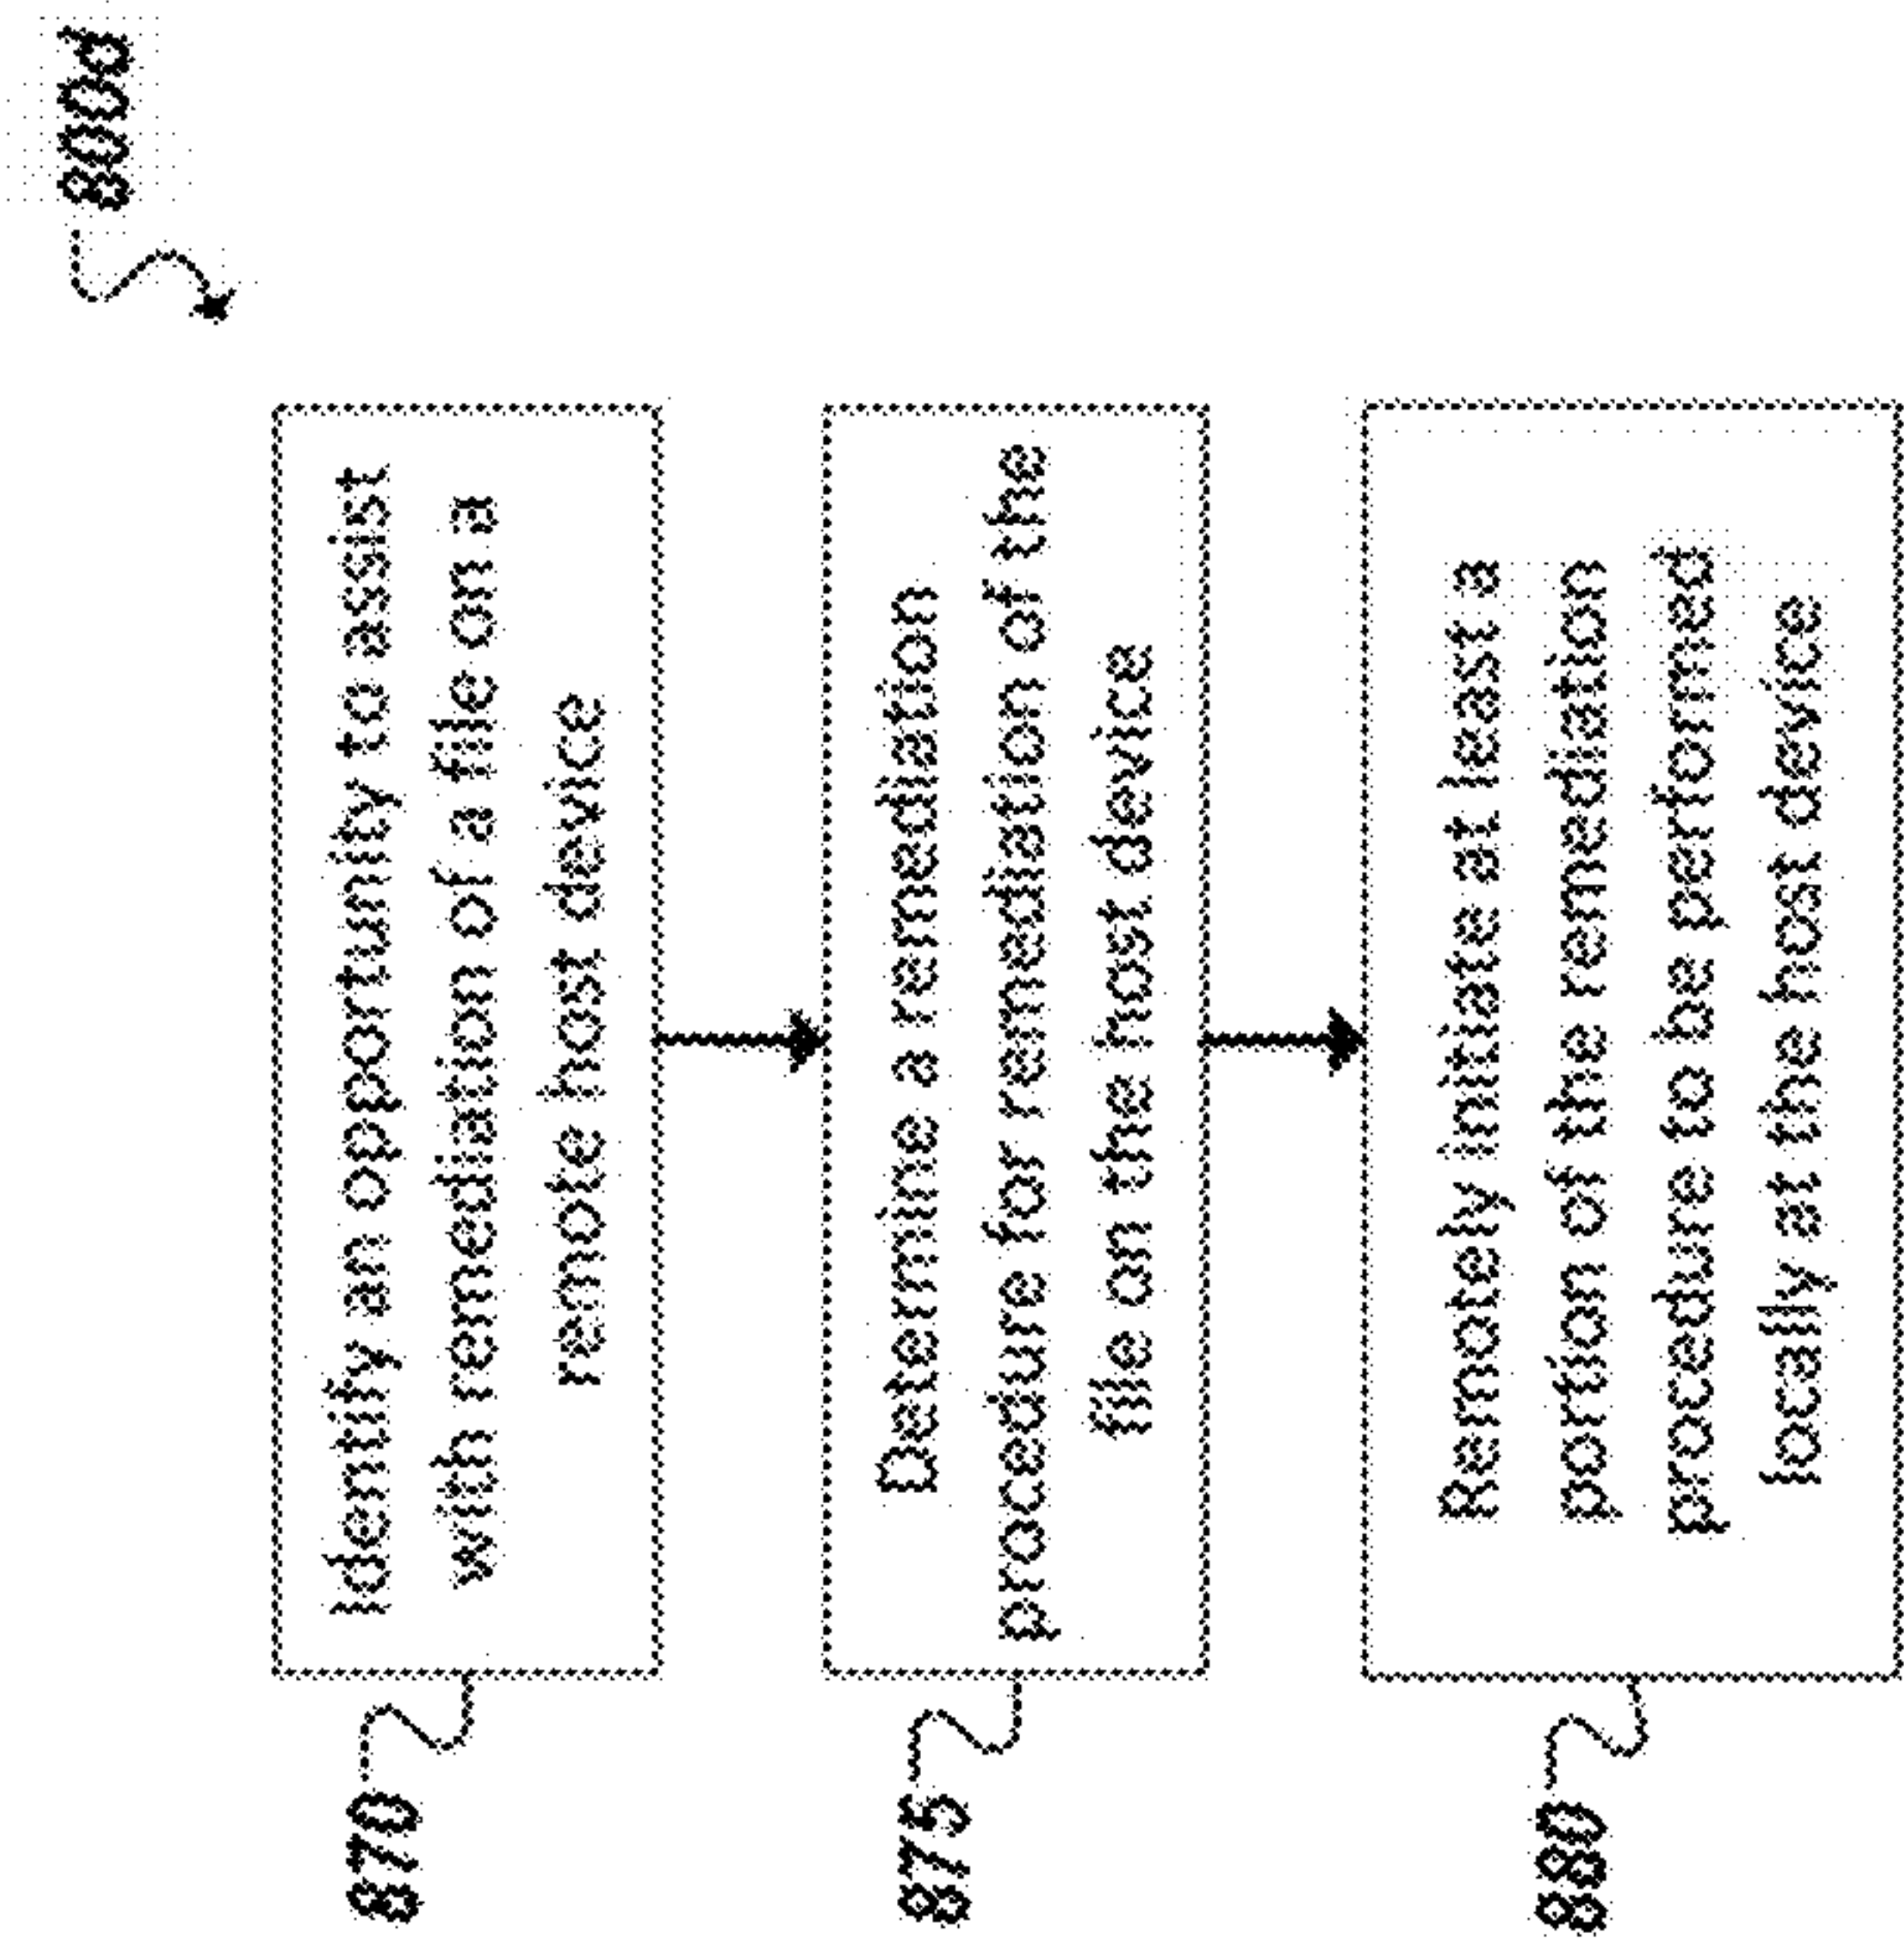 800d
870
Identify an opportunity to assist
with remediation of a file on a
remote host device
875
Determine a remediation
procedure for remediation of the
file on the host device
880
Remotely initiate at least a
portion of the remediation
procedure to be performed
locally at the host device